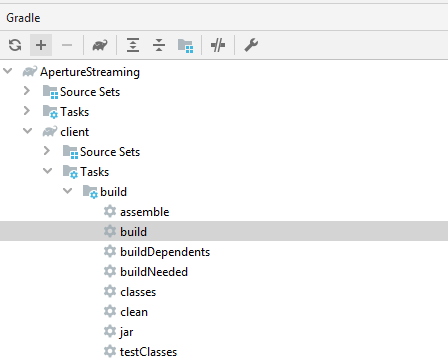 Gradle
ApertureStreaming
Source Sets
Tasks
client
Source Sets
Tasks
build
assemble
build
buildDependents
buildNeeded
classes
clean
jar
testClasses